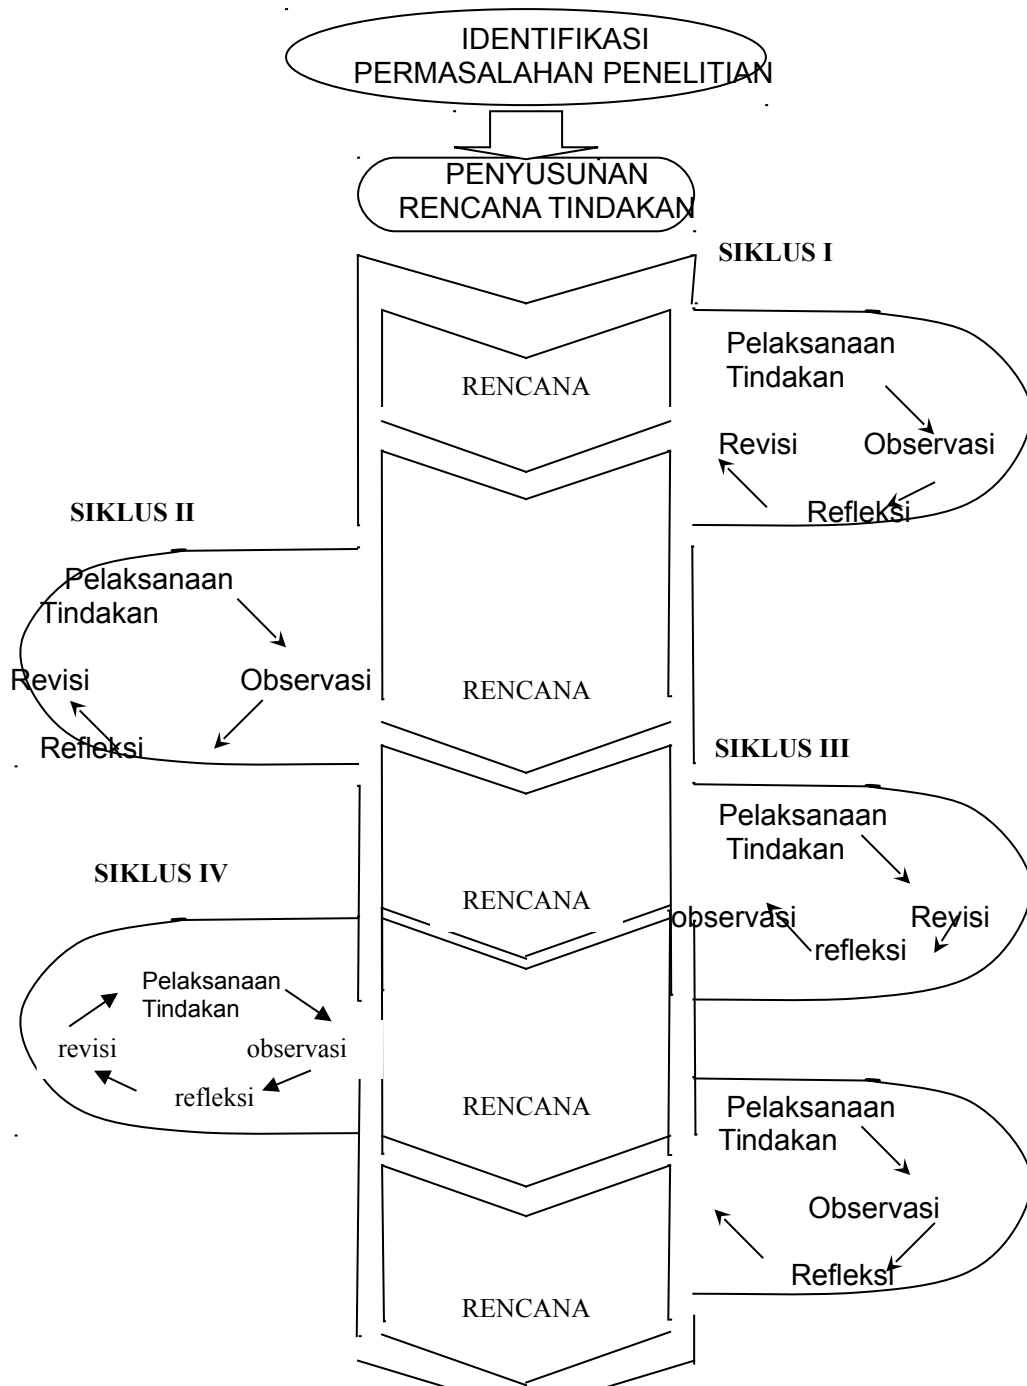 IDENTIFIKASI
PERMASALAHAN PENELITIAN
PENYUSUNAN
RENCANA TINDAKAN
SIKLUS I
Pelaksanaan
Tindakan
RENCANA
Revisi
Observasi
Refleksi
SIKLUS II
Pelaksanaan
Tindakan
Revisi
Observasi
RENCANA
Refleksi
SIKLUS III
Pelaksanaan
Tindakan
RENCANA
observasi
Revisi
refleksi
SIKLUS IV
Pelaksanaan
Tindakan
revisi
observasi
refleksi
RENCANA
Pelaksanaan
Tindakan
Observasi
Refleksi
RENCANA